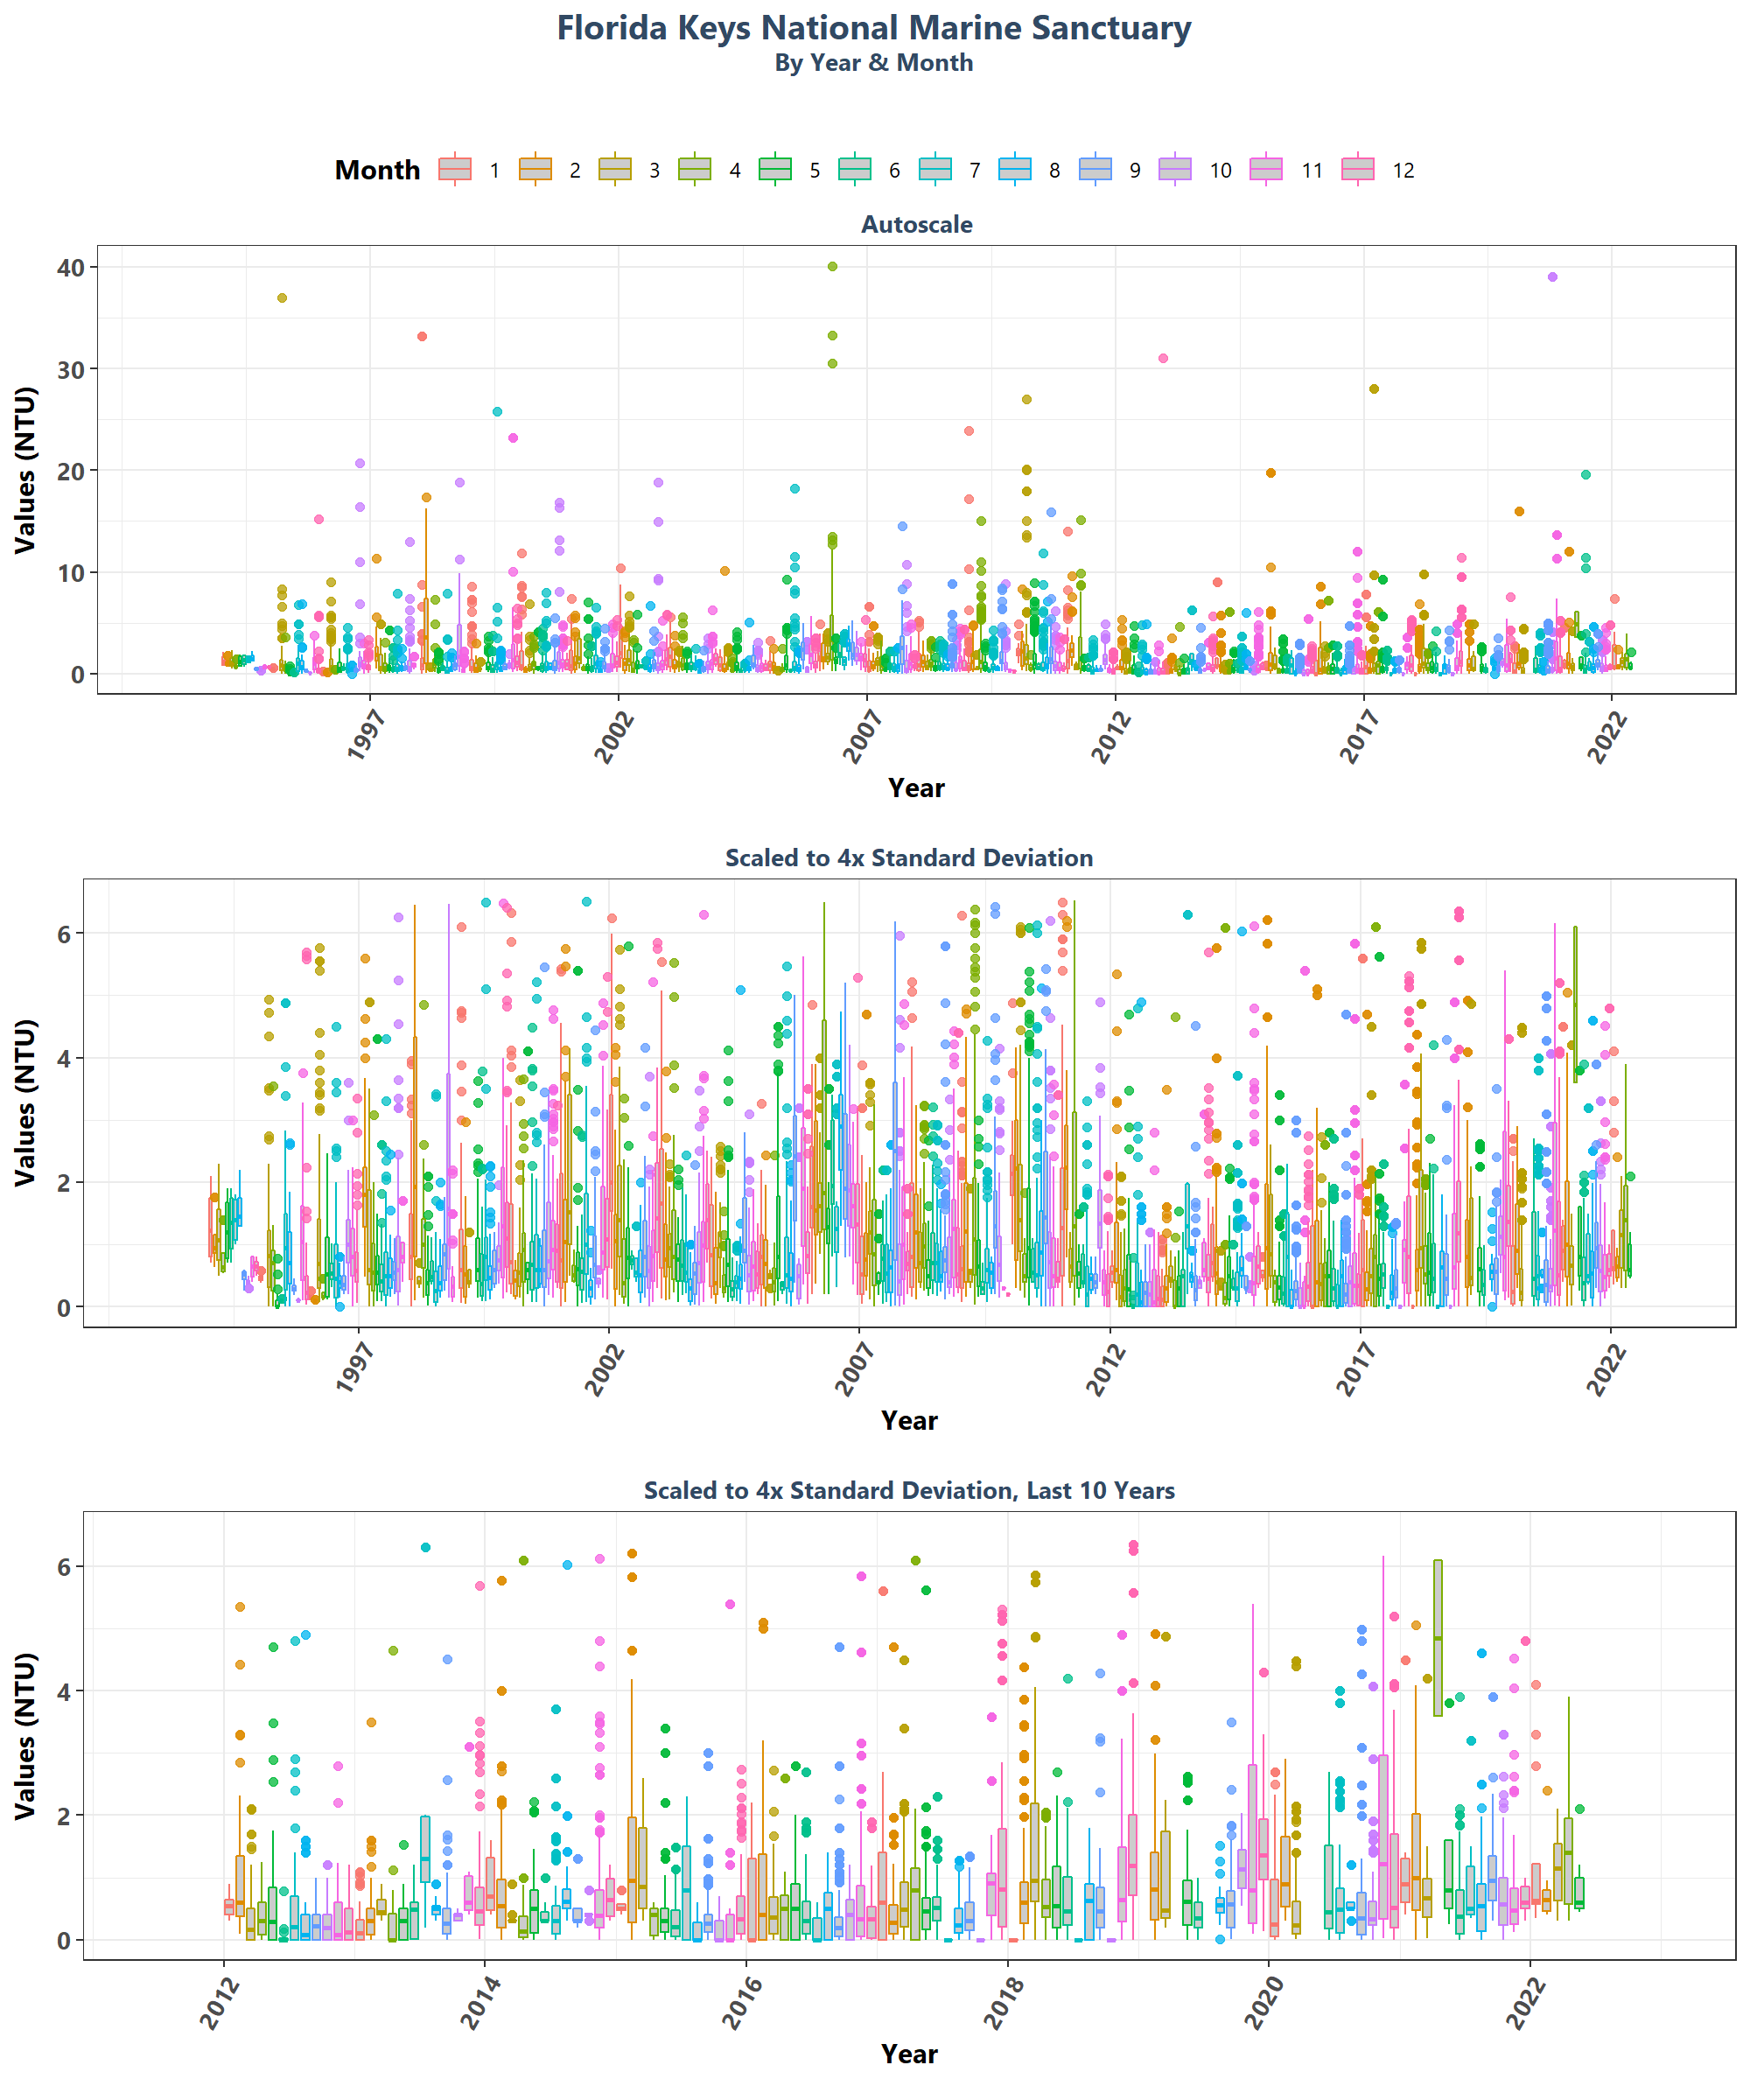 Florida Keys National Marine Sanctuary
By Year & Month
Month 1 2 3 4 5 6 7 8 9 10 11 12
Autoscale
Values (NTU)
40
30
20
10
0
1997 2002 2007 2012 2017 2022
Year
Scaled to 4x Standard Deviation
Values (NTU)
6
4
2
0
1997 2002 2007 2012 2017 2022
Year
Scaled to 4x Standard Deviation, Last 10 Years
Values (NTU)
6
4
2
0
2012 2014 2016 2018 2020 2022
Year